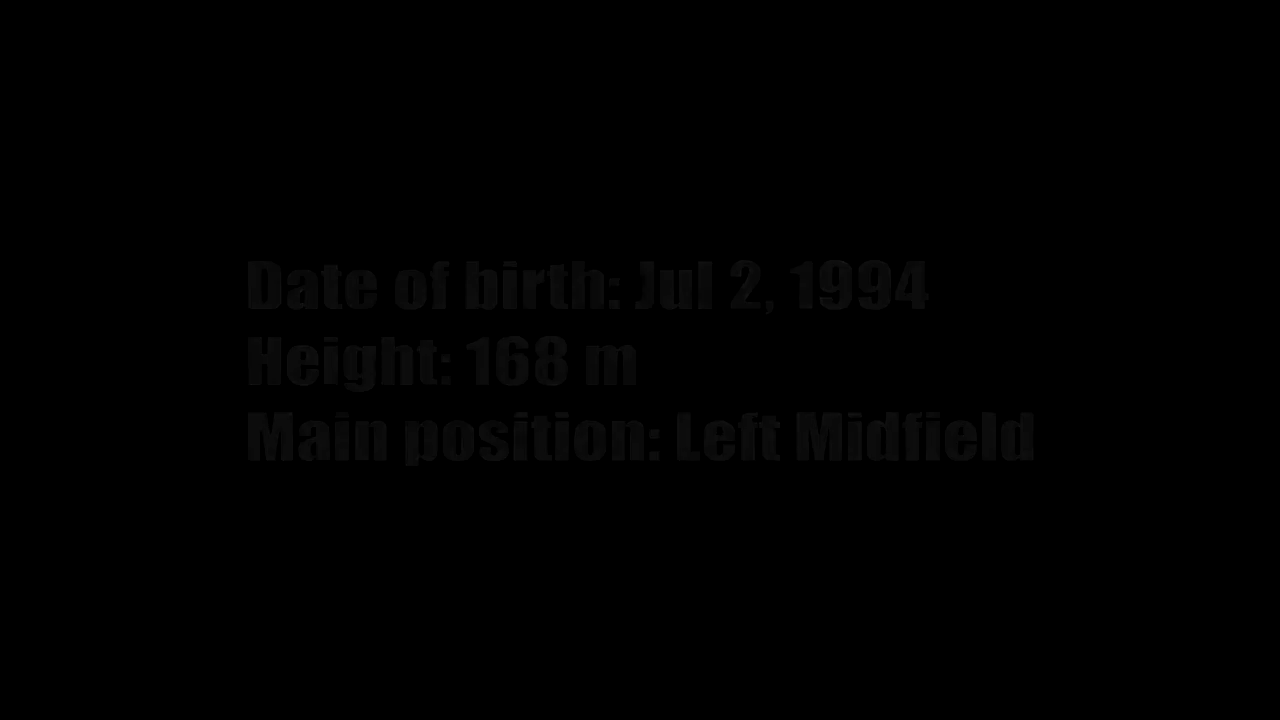 Date of birth: Jul 2, 1994
Height: 168 m
Main position: Left Midfield